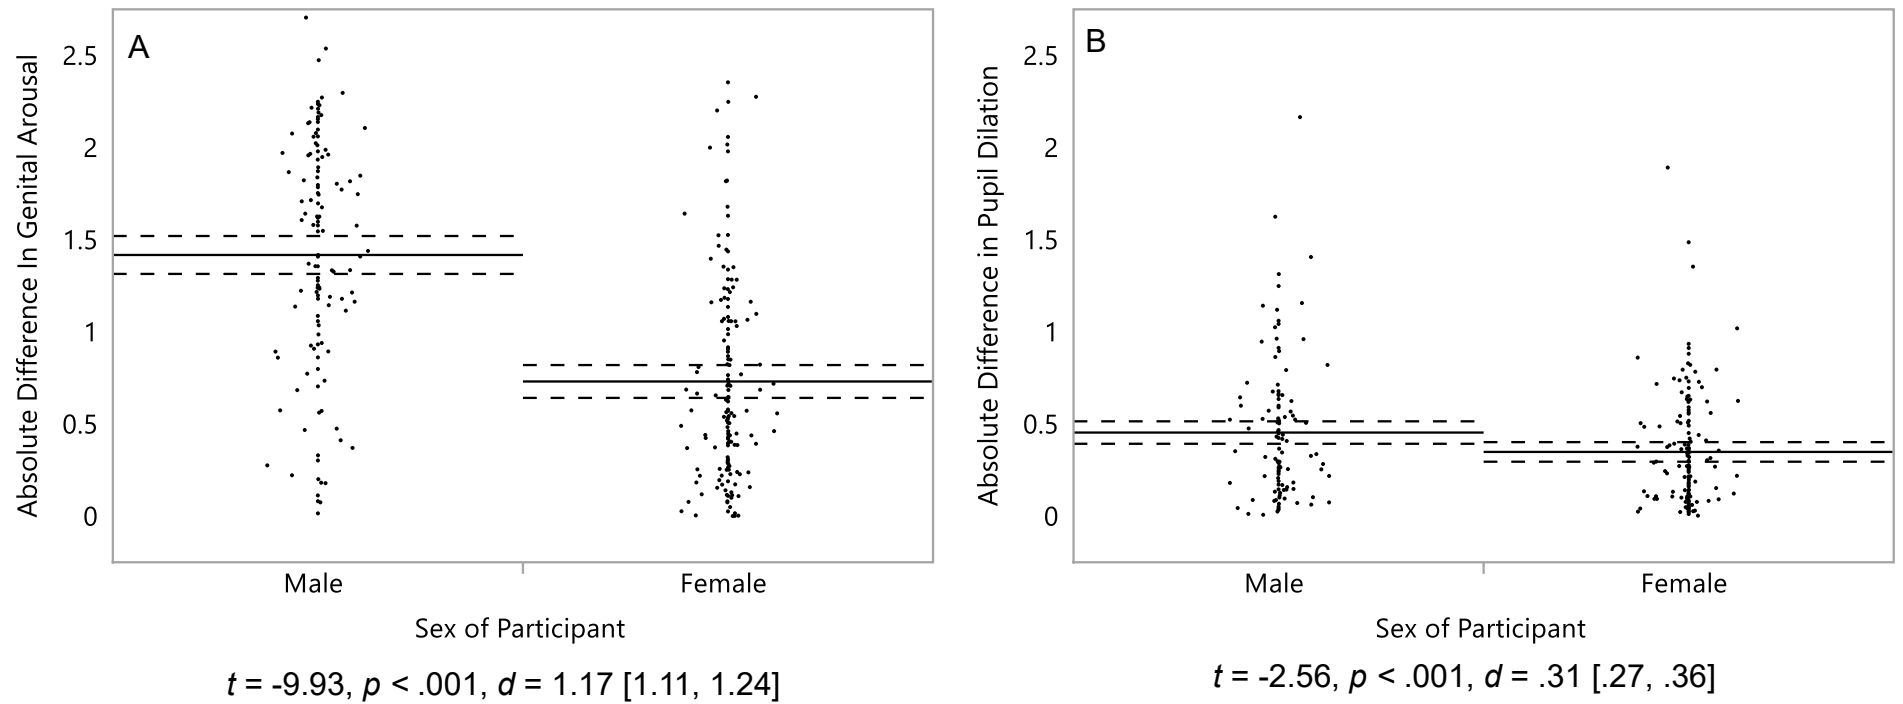 A
Absolute Difference In Genital Arousal
2.5
2
1.5
1
0.5
0
Male Female
Sex of Participant
t = -9.93, p < .001, d = 1.17 [1.11, 1.24]
B
Absolute Difference in Pupil Dilation
2.5
2
1.5
1
0.5
0
Male Female
Sex of Participant
t = -2.56, p < .001, d = .31 [.27, .36]